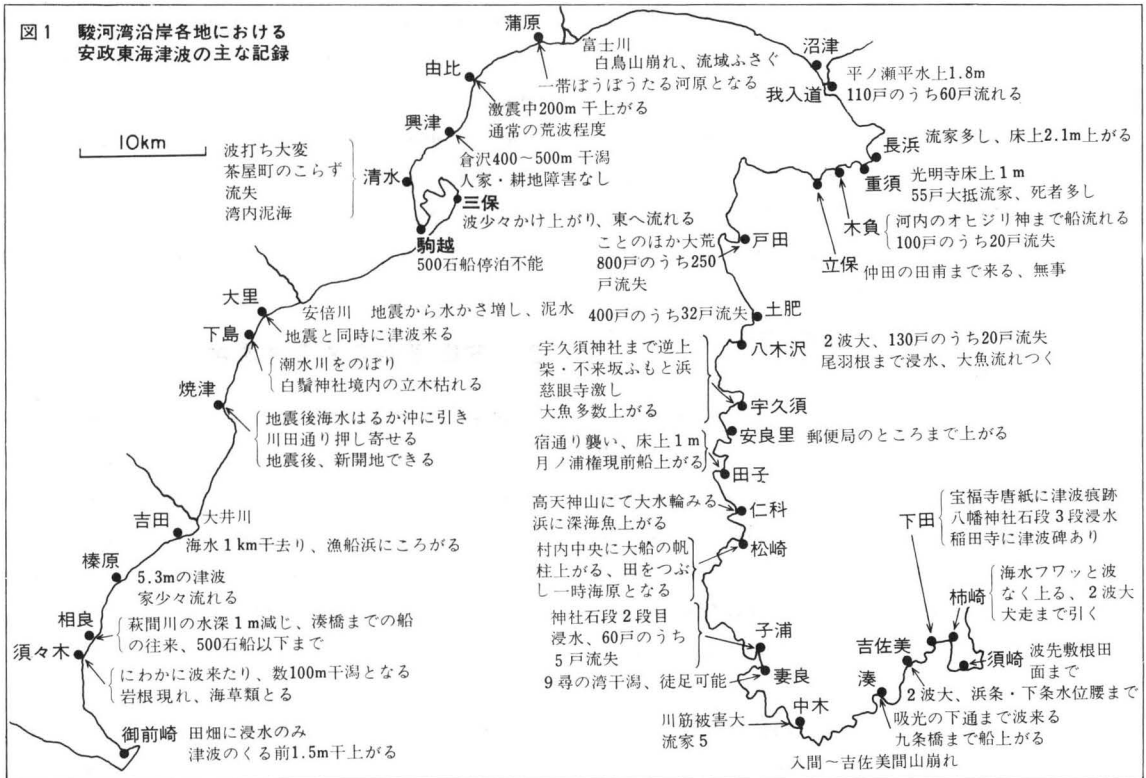 図1 駿河湾沿岸各地における
安政東海津波の主な記録
10km
蒲原
一帯ぼうぼうたる河原となる
富士川
白鳥山崩れ、流域ふさぐ
由比
激震中200m干上がる
通常の荒波程度
興津
倉沢400〜500m干潟
人家・耕地障害なし
清水
波打ち大変
茶屋町のこらず
流失
湾内泥海
三保
波少々かけ上がり、東へ流れる
駒越
500石船停泊不能
安倍川 地震から水かさ増し、泥水
大里
地震と同時に津波来る
下島
潮水川をのぼり
白鬚神社境内の立木枯れる
焼津
地震後海水はるか沖に引き
川田通り押し寄せる
地震後、新開地できる
大井川
吉田
海水1km干去り、漁船浜にころがる
榛原
5.3mの津波
家少々流れる
相良
萩間川の水深1m減じ、湊橋までの船
の往来、500石船以下まで
須々木
にわかに波来たり、数100m干潟となる
岩根現れ、海草類とる
御前崎
田畑に浸水のみ
津波のくる前1.5m干上がる
沼津
我入道
平ノ瀬平水上1.8m
110戸のうち60戸流れる
長浜
流家多し、床上2.1m上がる
重須
光明寺床上1m
55戸大抵流家、死者多し
木負
河内のオヒジリ神まで船流れる
100戸のうち20戸流失
立保
仲田の田甫まで来る、無事
戸田
ことのほか大荒
800戸のうち250
戸流失
土肥
400戸のうち32戸流失
八木沢
2波大、130戸のうち20戸流失
尾羽根まで浸水、大魚流れつく
宇久須
宇久須神社まで逆上
柴・不来坂ふもと浜
慈眼寺激し
大魚多数上がる
安良里
郵便局のところまで上がる
田子
宿通り襲い、床上1m
月ノ浦権現前船上がる
仁科
高天神山にて大水輪みる
浜に深海魚上がる
松崎
村内中央に大船の帆
柱上がる、田をつぶ
し一時海原となる
子浦
神社石段2段目
浸水、60戸のうち
5戸流失
妻良
9尋の湾干潟、徒足可能
中木
川筋被害大
流家5
入間〜吉佐美間山崩れ
湊
吸光の下通まで波来る
九条橋まで船上がる
吉佐美
2波大、浜条・下条水位腰まで
下田
宝福寺唐紙に津波痕跡
八幡神社石段3段浸水
稲田寺に津波碑あり
柿崎
海水フワッと波
なく上る、2波大
犬走まで引く
須崎
波先敷根田
面まで